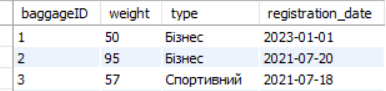 baggageID weight type registration_date
1 50 Бізнес 2023-01-01
2 95 Бізнес 2021-07-20
3 57 Спортивний 2021-07-18